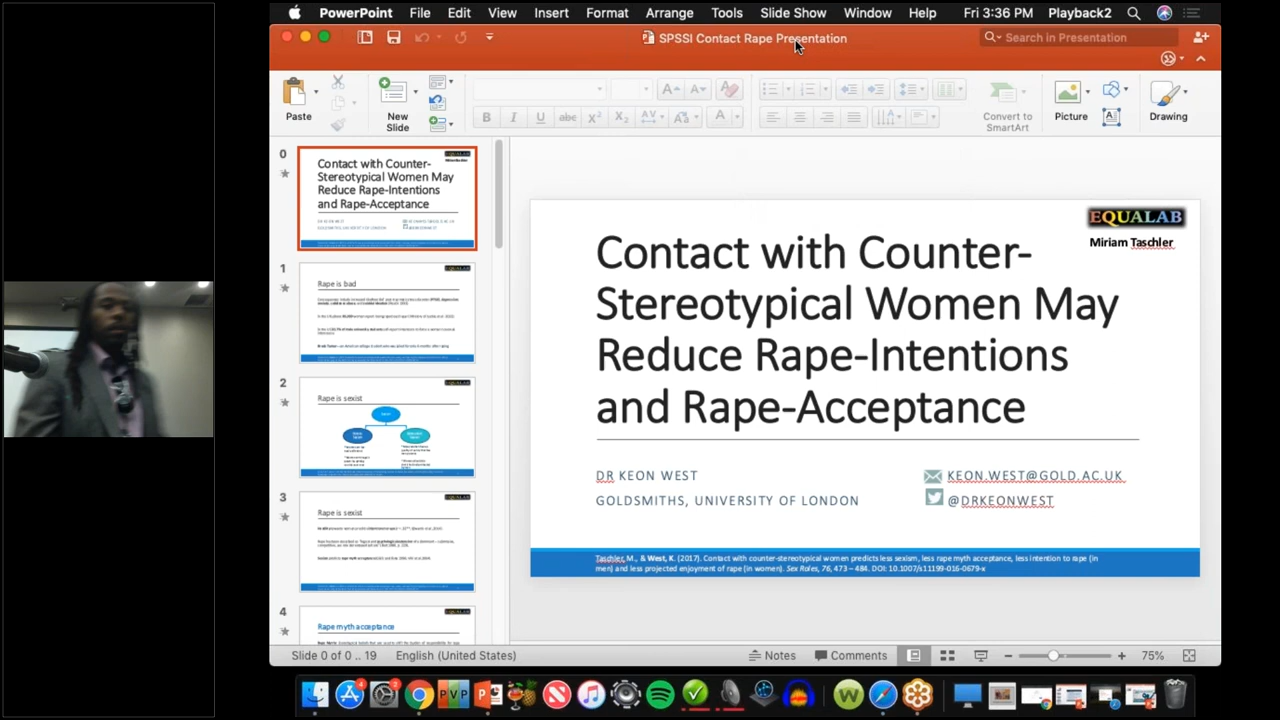 PowerPoint File Edit View Insert Format Arrange Tools Slide Show Window Help Fri 3:36 PM Playback2
SPSSI Contact Rape Presentation
Search in Presentation
Paste
New
Slide
Convert to
SmartArt
Picture
Drawing
0
Contact with Counter-
Stereotypical Women May
Reduce Rape-Intentions
and Rape-Acceptance
1
Rape is bad
2
Rape is sexist
3
Rape is sexist
4
Rape myth acceptance
EQUALAB
Miriam Taschler
Contact with Counter-
Stereotypical Women May
Reduce Rape-Intentions
and Rape-Acceptance
DR KEON WEST
KEON.WEST@GOLD.AC.UK
GOLDSMITHS, UNIVERSITY OF LONDON
@DRKEONWEST
Taschler, M., & West, K. (2017). Contact with counter-stereotypical women predicts less sexism, less rape myth acceptance, less intention to rape (in
men) and less projected enjoyment of rape (in women). Sex Roles, 76, 473 – 484. DOI: 10.1007/s11199-016-0679-x
Slide 0 of 0 .. 19 English (United States) Notes Comments 75%